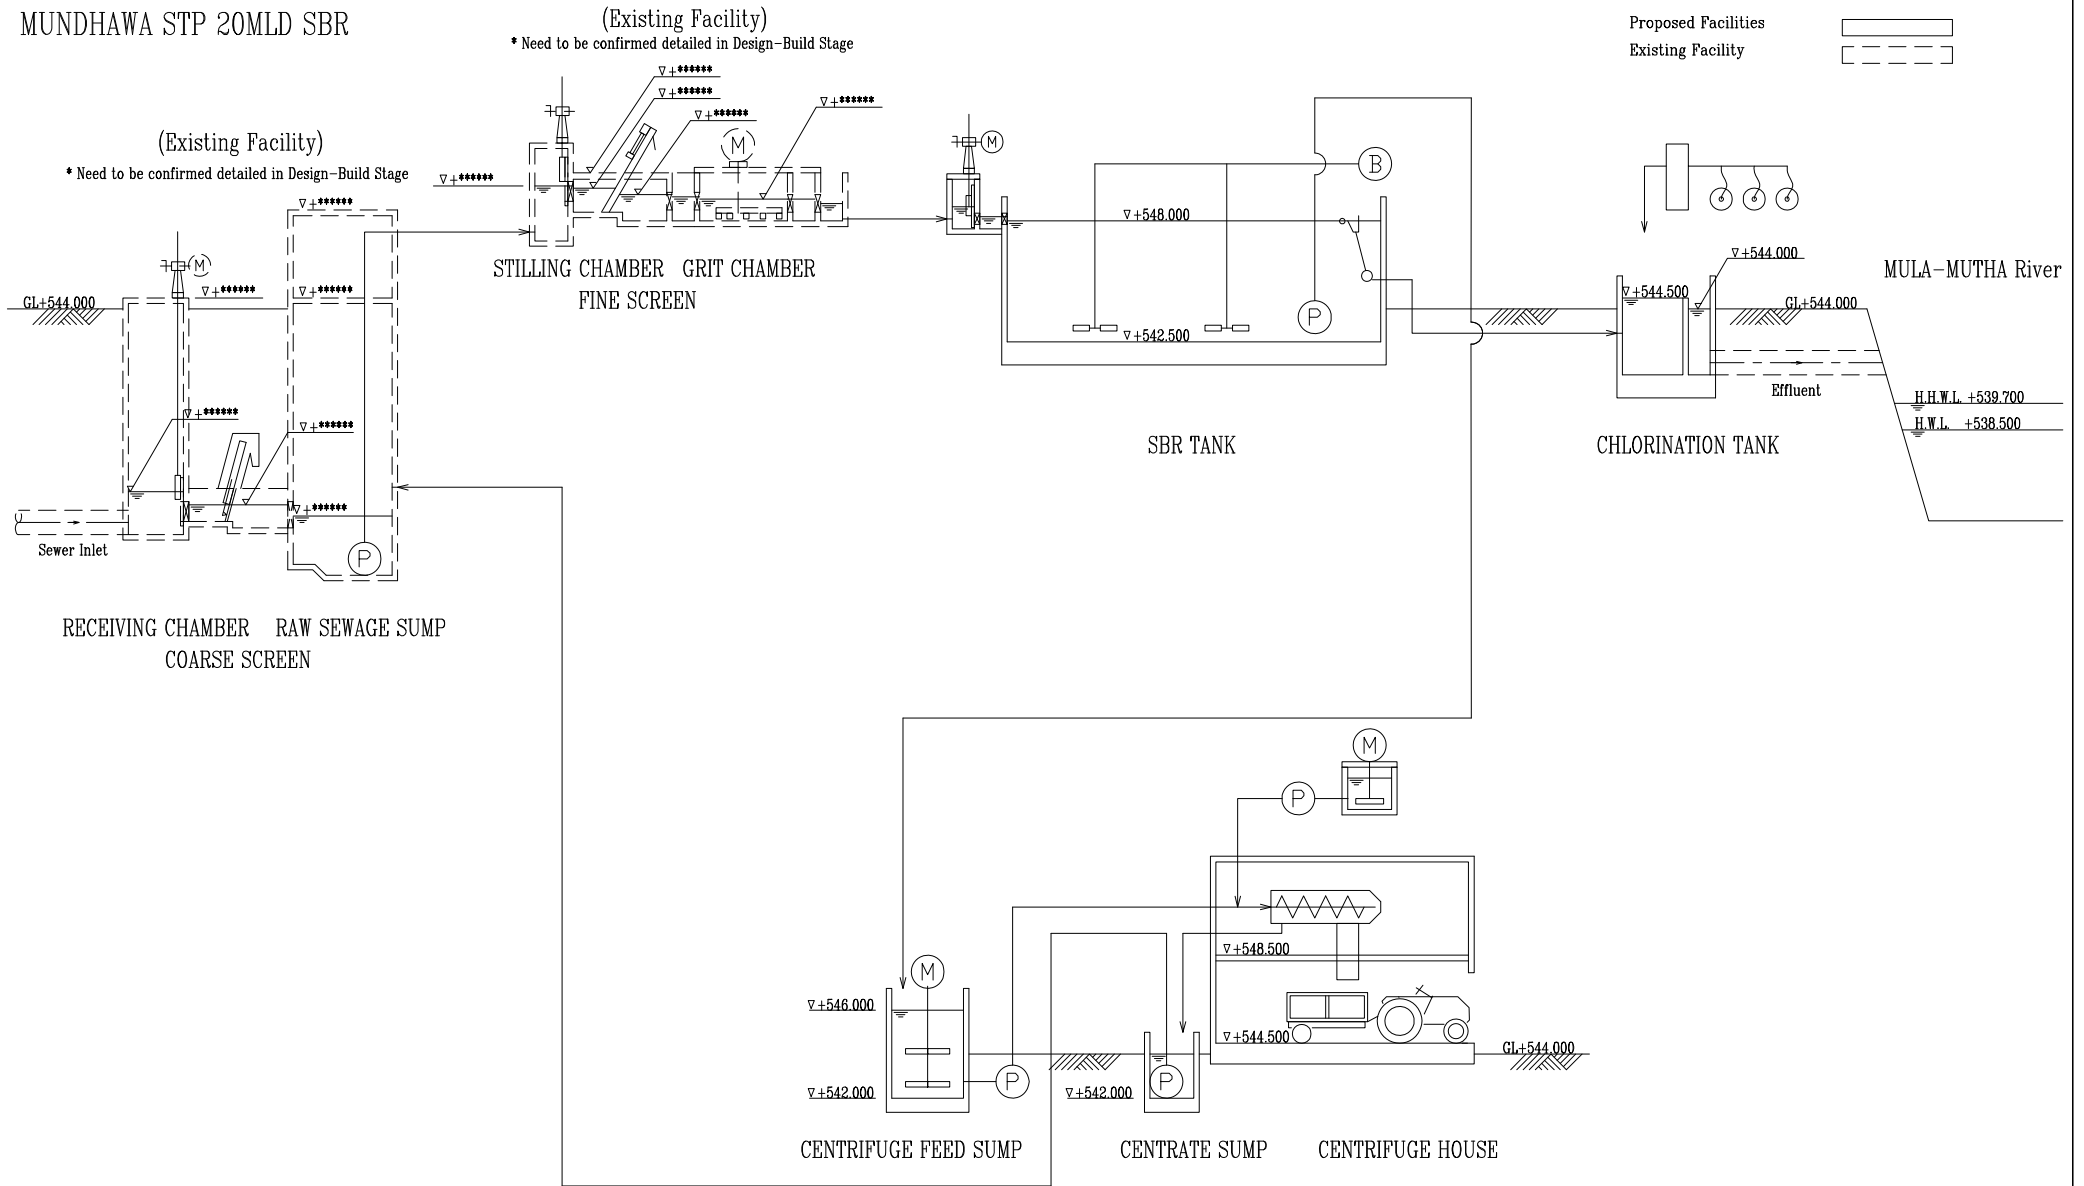 MUNDHAWA STP 20MLD SBR
(Existing Facility)
* Need to be confirmed detailed in Design-Build Stage
Proposed Facilities
Existing Facility
(Existing Facility)
* Need to be confirmed detailed in Design-Build Stage
▽+******
▽+******
▽+******
▽+******
▽+******
▽+******
M
M
B
M
▽+548.000
▽+******
▽+******
GL+544.000
STILLING CHAMBER GRIT CHAMBER
FINE SCREEN
▽+544.000
MULA-MUTHA River
▽+544.500
GL+544.000
P
▽+542.500
Effluent
H.H.W.L. +539.700
H.W.L. +538.500
▽+******
▽+******
SBR TANK
CHLORINATION TANK
▽+******
Sewer Inlet
P
RECEIVING CHAMBER RAW SEWAGE SUMP
COARSE SCREEN
M
P
▽+548.500
M
▽+546.000
▽+544.500
GL+544.000
▽+542.000
P
▽+542.000
P
CENTRIFUGE FEED SUMP
CENTRATE SUMP
CENTRIFUGE HOUSE